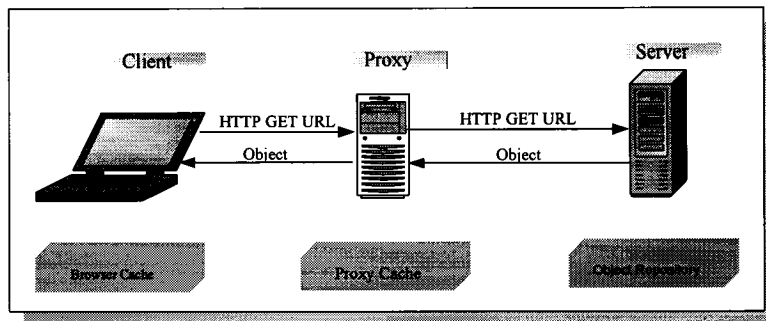 Client
Proxy
Server
HTTP GET URL
HTTP GET URL
Object
Object
Browser Cache
Proxy Cache
Object Repository